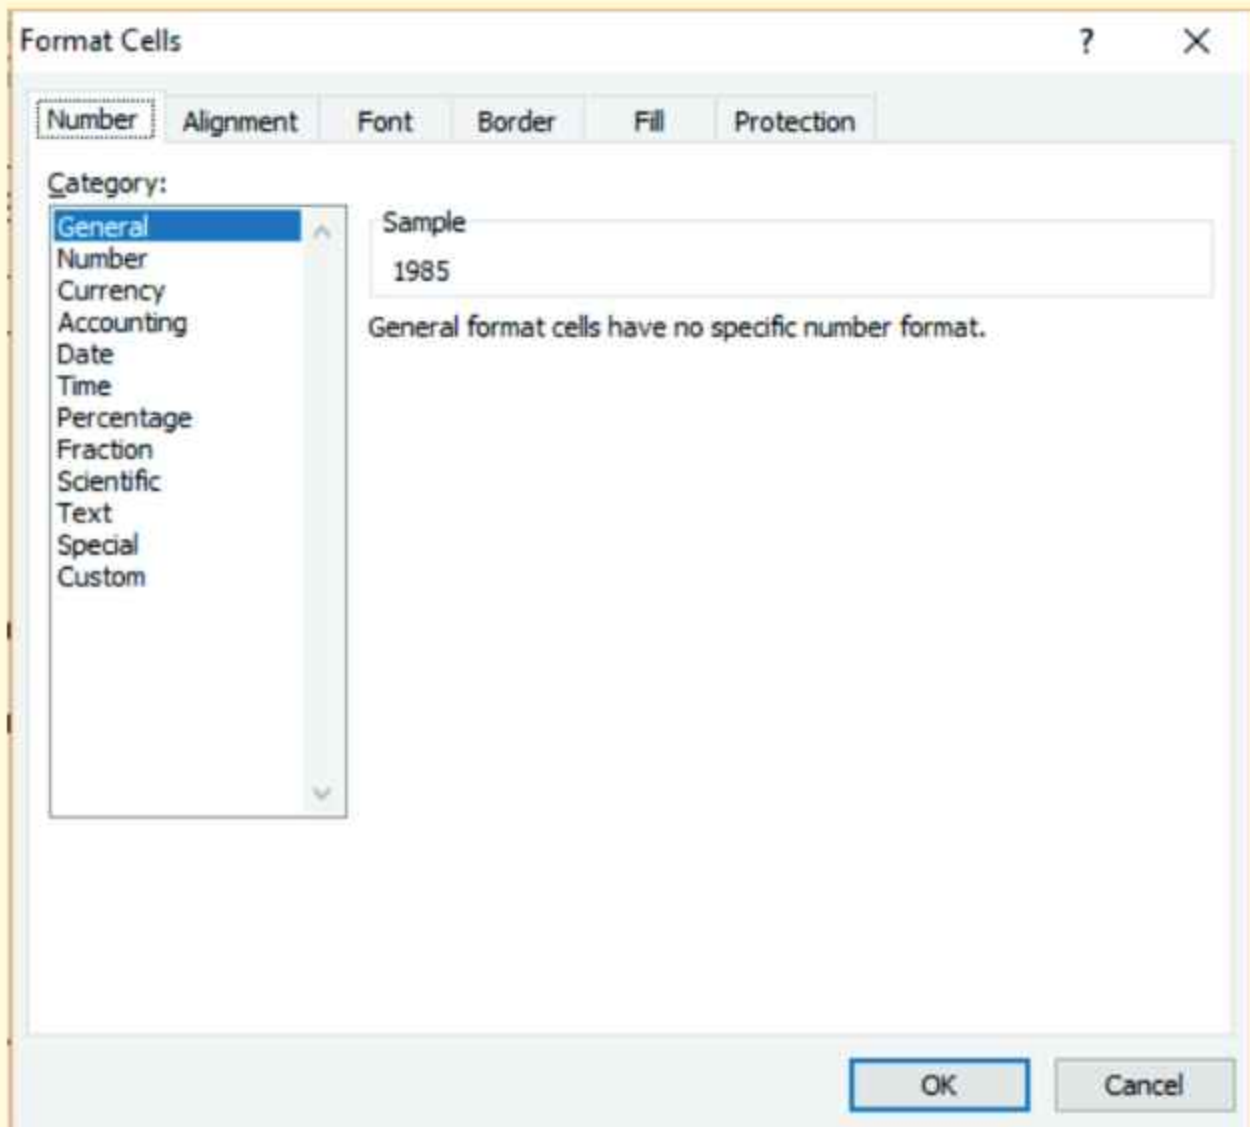 Format Cells ? X
Number Alignment Font Border Fill Protection
Category:
General
Number
Currency
Accounting
Date
Time
Percentage
Fraction
Scientific
Text
Special
Custom
Sample
1985
General format cells have no specific number format.
OK Cancel